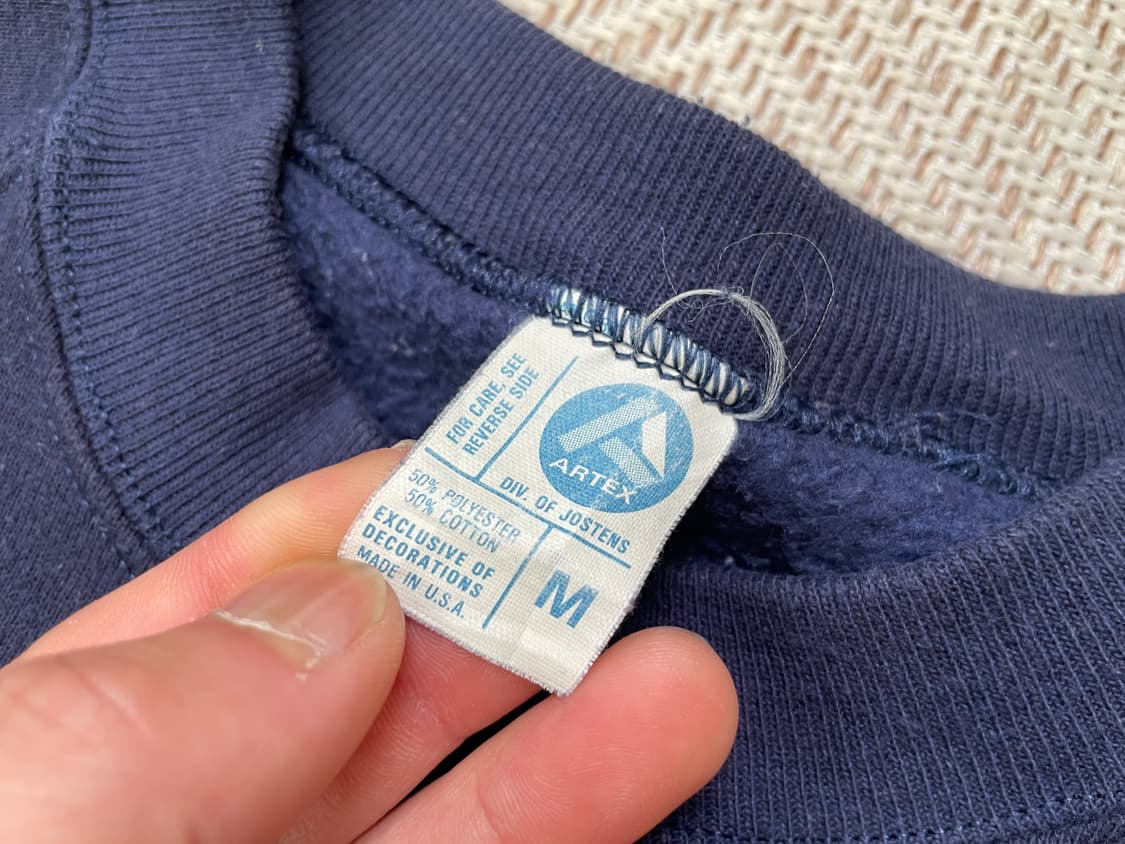 FOR CARE, SEE
REVERSE SIDE
ARTEX
DIV. OF JOSTENS
50% POLYESTER
50% COTTON
EXCLUSIVE OF
DECORATIONS
MADE IN U.S.A.
M